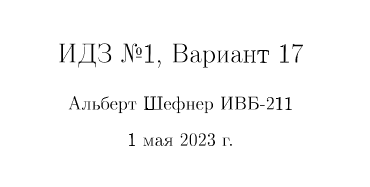 ИДЗ №1, Вариант 17
Альберт Шефнер ИВБ-211
1 мая 2023 г.